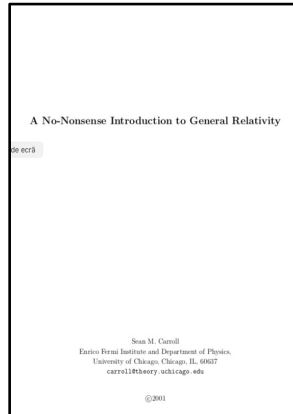 A No-Nonsense Introduction to General Relativity
de ecrã
Sean M. Carroll
Enrico Fermi Institute and Department of Physics,
University of Chicago, Chicago, IL, 60637
carroll@theory.uchicago.edu
©2001